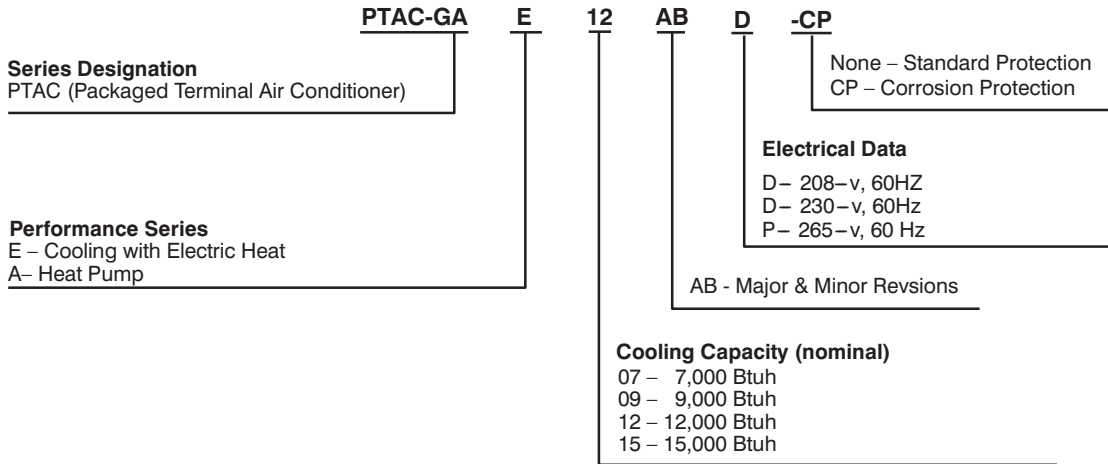 PTAC-GA E 12 AB D -CP
Series Designation
PTAC (Packaged Terminal Air Conditioner)
None – Standard Protection
CP – Corrosion Protection
Electrical Data
D– 208–v, 60HZ
D– 230–v, 60Hz
P– 265–v, 60 Hz
Performance Series
E – Cooling with Electric Heat
A– Heat Pump
AB - Major & Minor Revsions
Cooling Capacity (nominal)
07 – 7,000 Btuh
09 – 9,000 Btuh
12 – 12,000 Btuh
15 – 15,000 Btuh